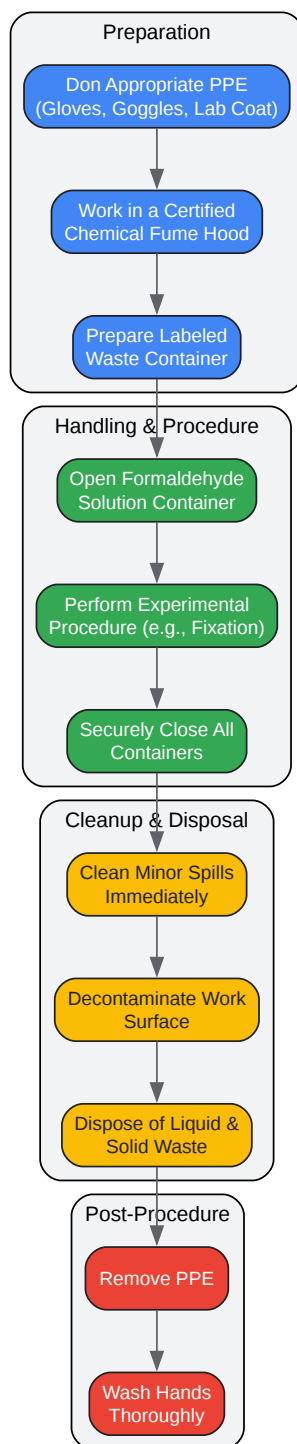 Preparation
Don Appropriate PPE
(Gloves, Goggles, Lab Coat)
Work in a Certified
Chemical Fume Hood
Prepare Labeled
Waste Container
Handling & Procedure
Open Formaldehyde
Solution Container
Perform Experimental
Procedure (e.g., Fixation)
Securely Close All
Containers
Cleanup & Disposal
Clean Minor Spills
Immediately
Decontaminate Work
Surface
Dispose of Liquid &
Solid Waste
Post-Procedure
Remove PPE
Wash Hands
Thoroughly